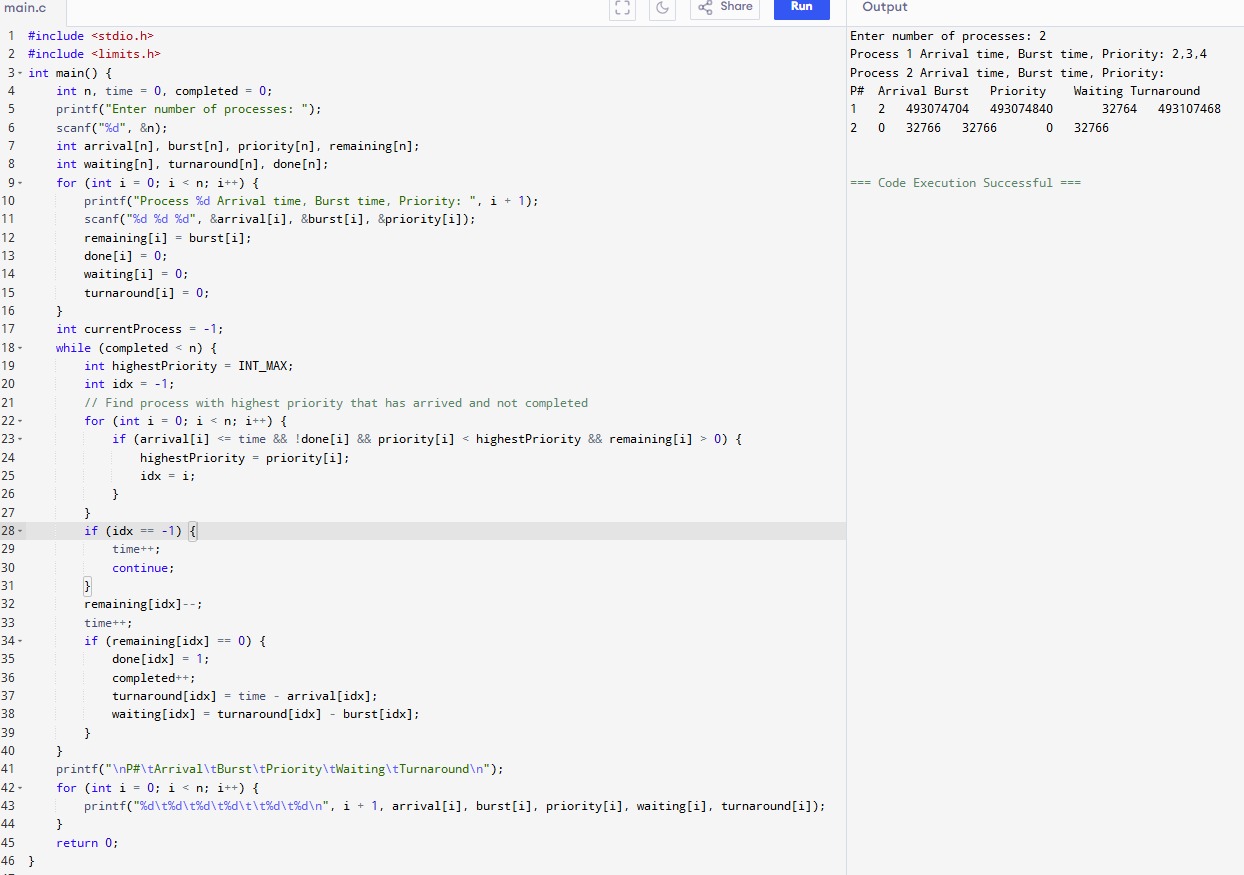 main.c
Share
Run
Output
1 #include <stdio.h>
2 #include <limits.h>
3 int main() {
4 int n, time = 0, completed = 0;
5 printf("Enter number of processes: ");
6 scanf("%d", &n);
7 int arrival[n], burst[n], priority[n], remaining[n];
8 int waiting[n], turnaround[n], done[n];
9 for (int i = 0; i < n; i++) {
10 printf("Process %d Arrival time, Burst time, Priority: ", i + 1);
11 scanf("%d %d %d", &arrival[i], &burst[i], &priority[i]);
12 remaining[i] = burst[i];
13 done[i] = 0;
14 waiting[i] = 0;
15 turnaround[i] = 0;
16 }
17 int currentProcess = -1;
18 while (completed < n) {
19 int highestPriority = INT_MAX;
20 int idx = -1;
21 // Find process with highest priority that has arrived and not completed
22 for (int i = 0; i < n; i++) {
23 if (arrival[i] <= time && !done[i] && priority[i] < highestPriority && remaining[i] > 0) {
24 highestPriority = priority[i];
25 idx = i;
26 }
27 }
28 if (idx == -1) {
29 time++;
30 continue;
31 }
32 remaining[idx]--;
33 time++;
34 if (remaining[idx] == 0) {
35 done[idx] = 1;
36 completed++;
37 turnaround[idx] = time - arrival[idx];
38 waiting[idx] = turnaround[idx] - burst[idx];
39 }
40 }
41 printf("\nP#\tArrival\tBurst\tPriority\tWaiting\tTurnaround\n");
42 for (int i = 0; i < n; i++) {
43 printf("%d\t%d\t%d\t%d\t\t%d\t%d\n", i + 1, arrival[i], burst[i], priority[i], waiting[i], turnaround[i]);
44 }
45 return 0;
46 }
Enter number of processes: 2
Process 1 Arrival time, Burst time, Priority: 2,3,4
Process 2 Arrival time, Burst time, Priority:
P# Arrival Burst Priority Waiting Turnaround
1 2 493074704 493074840 32764 493107468
2 0 32766 32766 0 32766
=== Code Execution Successful ===